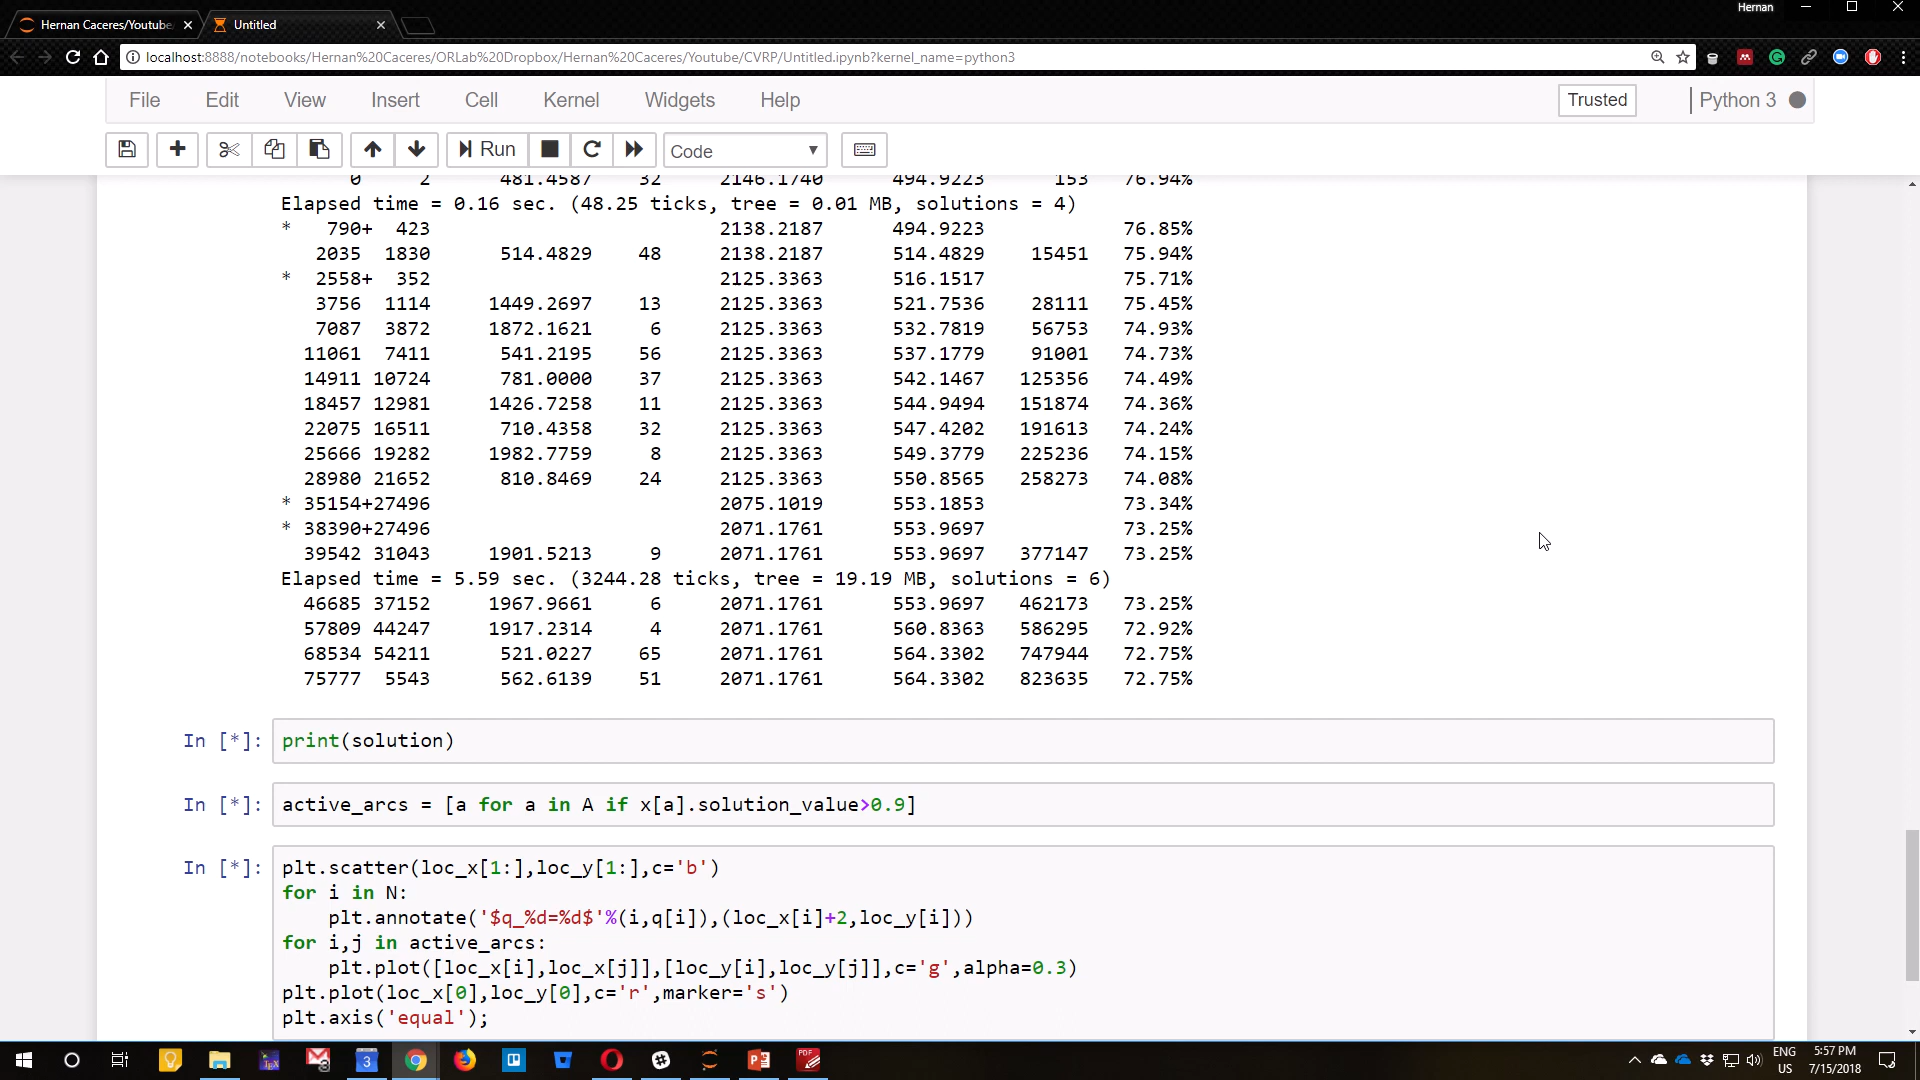 Hernan
Hernan Caceres/Youtube
Untitled
localhost:8888/notebooks/Hernan%20Caceres/ORLab%20Dropbox/Hernan%20Caceres/Youtube/CVRP/Untitled.ipynb?kernel_name=python3
File Edit View Insert Cell Kernel Widgets Help Trusted Python 3
Run Code
0 2 481.4587 32 2146.1740 494.9223 153 76.94%
Elapsed time = 0.16 sec. (48.25 ticks, tree = 0.01 MB, solutions = 4)
* 790+ 423 2138.2187 494.9223 76.85%
2035 1830 514.4829 48 2138.2187 514.4829 15451 75.94%
* 2558+ 352 2125.3363 516.1517 75.71%
3756 1114 1449.2697 13 2125.3363 521.7536 28111 75.45%
7087 3872 1872.1621 6 2125.3363 532.7819 56753 74.93%
11061 7411 541.2195 56 2125.3363 537.1779 91001 74.73%
14911 10724 781.0000 37 2125.3363 542.1467 125356 74.49%
18457 12981 1426.7258 11 2125.3363 544.9494 151874 74.36%
22075 16511 710.4358 32 2125.3363 547.4202 191613 74.24%
25666 19282 1982.7759 8 2125.3363 549.3779 225236 74.15%
28980 21652 810.8469 24 2125.3363 550.8565 258273 74.08%
* 35154+27496 2075.1019 553.1853 73.34%
* 38390+27496 2071.1761 553.9697 73.25%
39542 31043 1901.5213 9 2071.1761 553.9697 377147 73.25%
Elapsed time = 5.59 sec. (3244.28 ticks, tree = 19.19 MB, solutions = 6)
46685 37152 1967.9661 6 2071.1761 553.9697 462173 73.25%
57809 44247 1917.2314 4 2071.1761 560.8363 586295 72.92%
68534 54211 521.0227 65 2071.1761 564.3302 747944 72.75%
75777 5543 562.6139 51 2071.1761 564.3302 823635 72.75%
In [*]: print(solution)
In [*]: active_arcs = [a for a in A if x[a].solution_value>0.9]
In [*]: plt.scatter(loc_x[1:],loc_y[1:],c='b')
for i in N:
plt.annotate('$q_%d=%d$'%(i,q[i]),(loc_x[i]+2,loc_y[i]))
for i,j in active_arcs:
plt.plot([loc_x[i],loc_x[j]],[loc_y[i],loc_y[j]],c='g',alpha=0.3)
plt.plot(loc_x[0],loc_y[0],c='r',marker='s')
plt.axis('equal');
ENG
US
5:57 PM
7/15/2018